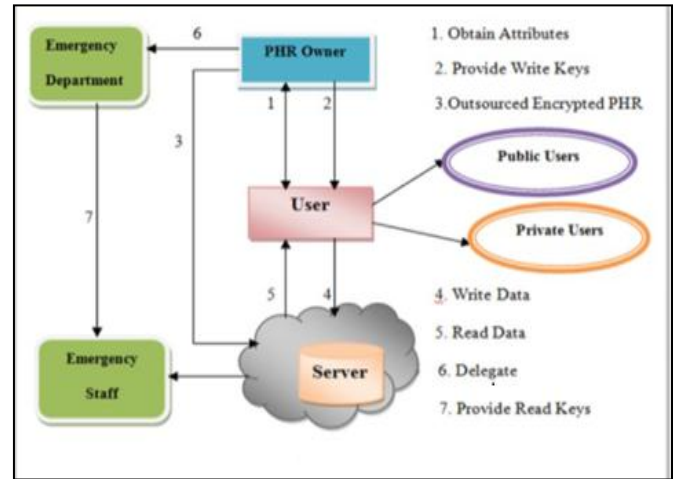 Emergency
Department
6
PHR Owner
1. Obtain Attributes
2. Provide Write Keys
3.Outsourced Encrypted PHR
1
2
3
Public Users
User
Private Users
7
5
4
4. Write Data
5. Read Data
6. Delegate
7. Provide Read Keys
Emergency
Staff
Server